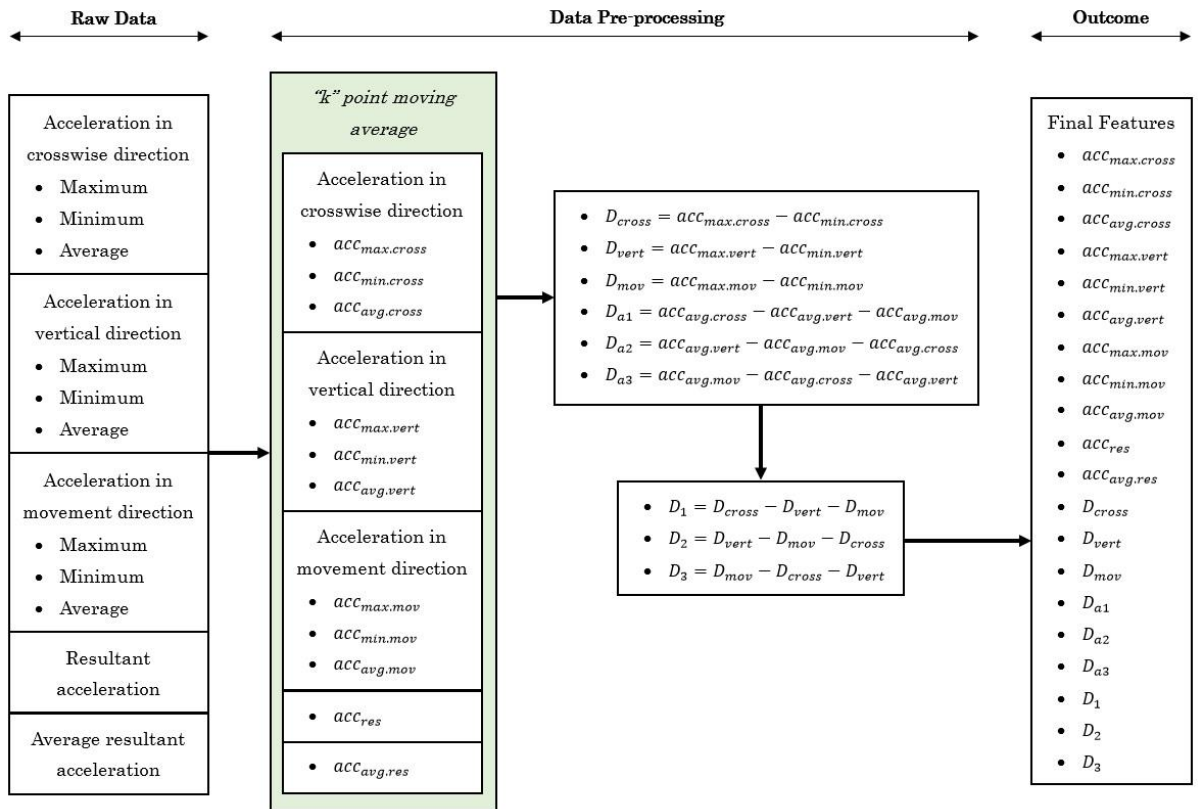 Raw Data
Data Pre-processing
Outcome
Acceleration in
crosswise direction
• Maximum
• Minimum
• Average
Acceleration in
vertical direction
• Maximum
• Minimum
• Average
Acceleration in
movement direction
• Maximum
• Minimum
• Average
Resultant
acceleration
Average resultant
acceleration
“k” point moving
average
Acceleration in
crosswise direction
• acc_max.cross
• acc_min.cross
• acc_avg.cross
Acceleration in
vertical direction
• acc_max.vert
• acc_min.vert
• acc_avg.vert
Acceleration in
movement direction
• acc_max.mov
• acc_min.mov
• acc_avg.mov
• acc_res
• acc_avg.res
• D_cross = acc_max.cross − acc_min.cross
• D_vert = acc_max.vert − acc_min.vert
• D_mov = acc_max.mov − acc_min.mov
• D_a1 = acc_avg.cross − acc_avg.vert − acc_avg.mov
• D_a2 = acc_avg.vert − acc_avg.mov − acc_avg.cross
• D_a3 = acc_avg.mov − acc_avg.cross − acc_avg.vert
• D_1 = D_cross − D_vert − D_mov
• D_2 = D_vert − D_mov − D_cross
• D_3 = D_mov − D_cross − D_vert
Final Features
• acc_max.cross
• acc_min.cross
• acc_avg.cross
• acc_max.vert
• acc_min.vert
• acc_avg.vert
• acc_max.mov
• acc_min.mov
• acc_avg.mov
• acc_res
• acc_avg.res
• D_cross
• D_vert
• D_mov
• D_a1
• D_a2
• D_a3
• D_1
• D_2
• D_3